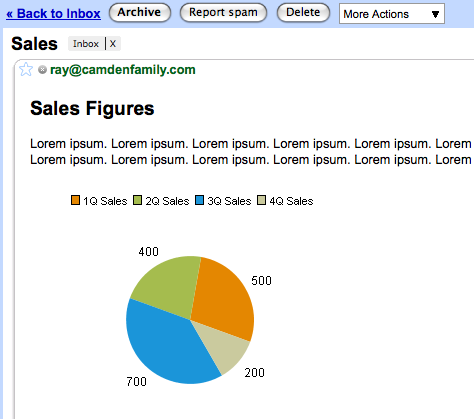 « Back to Inbox Archive Report spam Delete More Actions
Sales Inbox X
ray@camdenfamily.com
Sales Figures
Lorem ipsum. Lorem ipsum. Lorem ipsum. Lorem ipsum. Lorem ipsum. Lorem
Lorem ipsum. Lorem ipsum. Lorem ipsum. Lorem ipsum. Lorem ipsum. Lorem
1Q Sales 2Q Sales 3Q Sales 4Q Sales
400
500
200
700